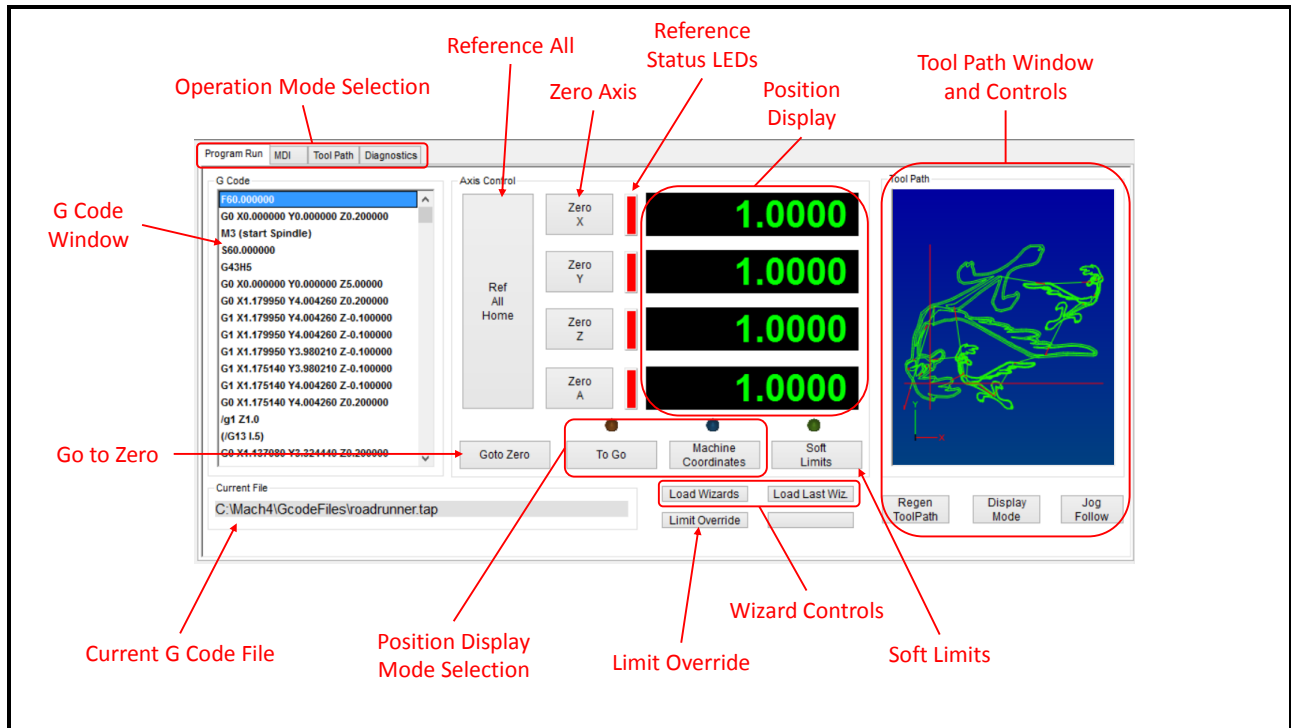 Reference All
Reference
Status LEDs
Operation Mode Selection
Zero Axis
Position
Display
Tool Path Window
and Controls
Program Run
MDI
Tool Path
Diagnostics
G Code
Axis Control
Tool Path
G Code
Window
F60.000000
G0 X0.000000 Y0.000000 Z0.200000
M3 (start Spindle)
S60.000000
G43H5
G0 X0.000000 Y0.000000 Z5.00000
G0 X1.179950 Y4.004260 Z0.200000
G1 X1.179950 Y4.004260 Z-0.100000
G1 X1.179950 Y4.004260 Z-0.100000
G1 X1.179950 Y3.980210 Z-0.100000
G1 X1.175140 Y3.980210 Z-0.100000
G1 X1.175140 Y4.004260 Z-0.100000
G0 X1.175140 Y4.004260 Z0.200000
/g1 Z1.0
(/G13 I.5)
G0 X1.137080 Y3.324440 Z0.200000
Ref
All
Home
Zero
X
1.0000
Zero
Y
1.0000
Zero
Z
1.0000
Zero
A
1.0000
Y
X
Go to Zero
Goto Zero
To Go
Machine
Coordinates
Soft
Limits
Current File
C:\Mach4\GcodeFiles\roadrunner.tap
Load Wizards
Load Last Wiz.
Limit Override
Regen
ToolPath
Display
Mode
Jog
Follow
Wizard Controls
Current G Code File
Position Display
Mode Selection
Limit Override
Soft Limits